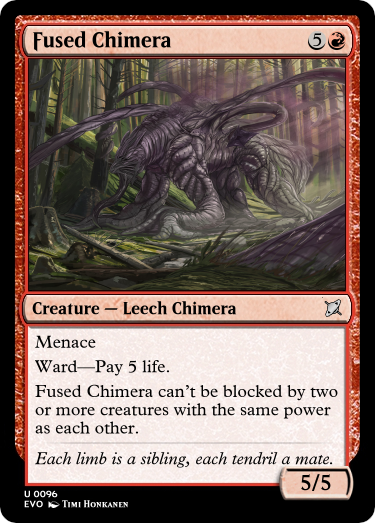 Fused Chimera 5
Creature — Leech Chimera
Menace
Ward—Pay 5 life.
Fused Chimera can't be blocked by two
or more creatures with the same power
as each other.
Each limb is a sibling, each tendril a mate.
5/5
U 0096
EVO Timi Honkanen